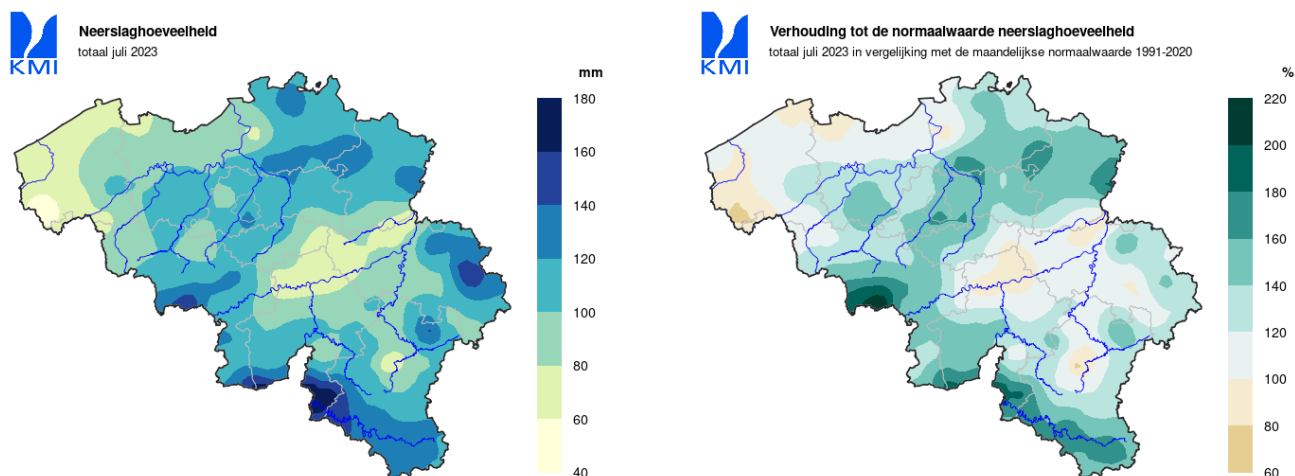 KMI
Neerslaghoeveelheid
totaal juli 2023
mm
180
160
140
120
100
80
60
40
KMI
Verhouding tot de normaalwaarde neerslaghoeveelheid
totaal juli 2023 in vergelijking met de maandelijkse normaalwaarde 1991-2020
%
220
200
180
160
140
120
100
80
60